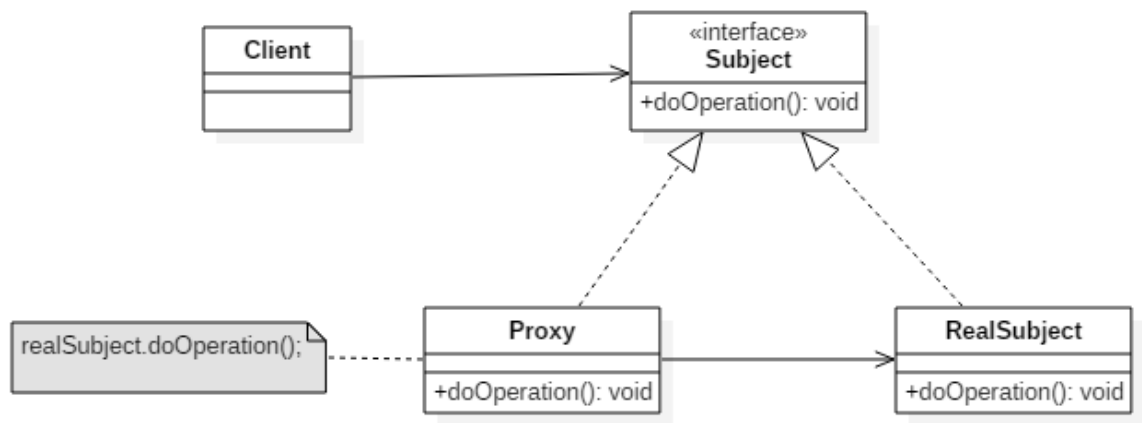 Client
«interface»
Subject
+doOperation(): void
realSubject.doOperation();
Proxy
+doOperation(): void
RealSubject
+doOperation(): void